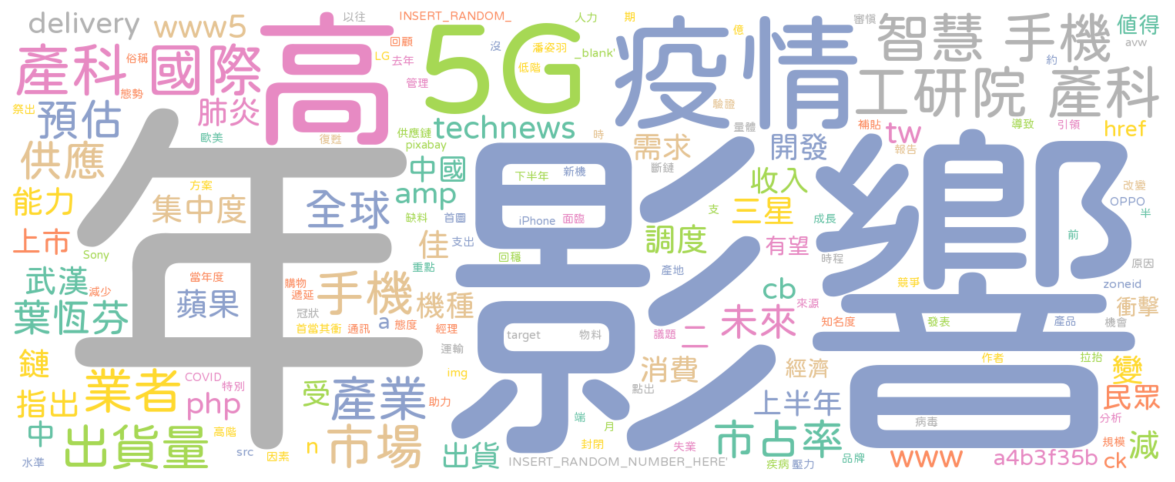 delivery
www5
高
INSERT_RANDOM_
以往
回顧
LG
去年
管理
5G
沒
潘姿羽
低階
_blank'
人力
期
億
疫情
驗證
審慎
智慧 手機
值得
avw
約
產科
國際
俗稱
態勢
祭出
肺炎
預估
歐美
復甦
供應鏈
pixabay
technews
時
量體
工研院 產科
補貼
tw
報告
導致
引領
href
供應
方案
集中度
能力
上市
Sony
年
全球
中國
amp
缺料
首圖
佳
支出
影響
下半年
新機
iPhone
面臨
回穩
需求
斷鏈
開發
收入
三星
支
成長
調度
有望
時程
產地
改變
OPPO
半
前
原因
zoneid
武漢
減少
葉恆芬
當年度
蘋果
購物
遞延
冠狀
首當其衝
通訊
手機
機種
重點
a
態度
經理
運輸
target
物料
議題
二
未來
cb
來源
知名度
競爭
發表
產品
機會
衝擊
鏈
業者
指出
COVID
特別
php
受
產業
助力
img
消費
點出
經濟
作者
拉抬
變
上半年
民眾
分析
中
水準
出貨量
高階
src
因素
n
市場
出貨
端
月
封閉
INSERT_RANDOM_NUMBER_HERE'
失業
市占率
疾病
壓力
品牌
病毒
www
a4b3f35b
規模
ck
減